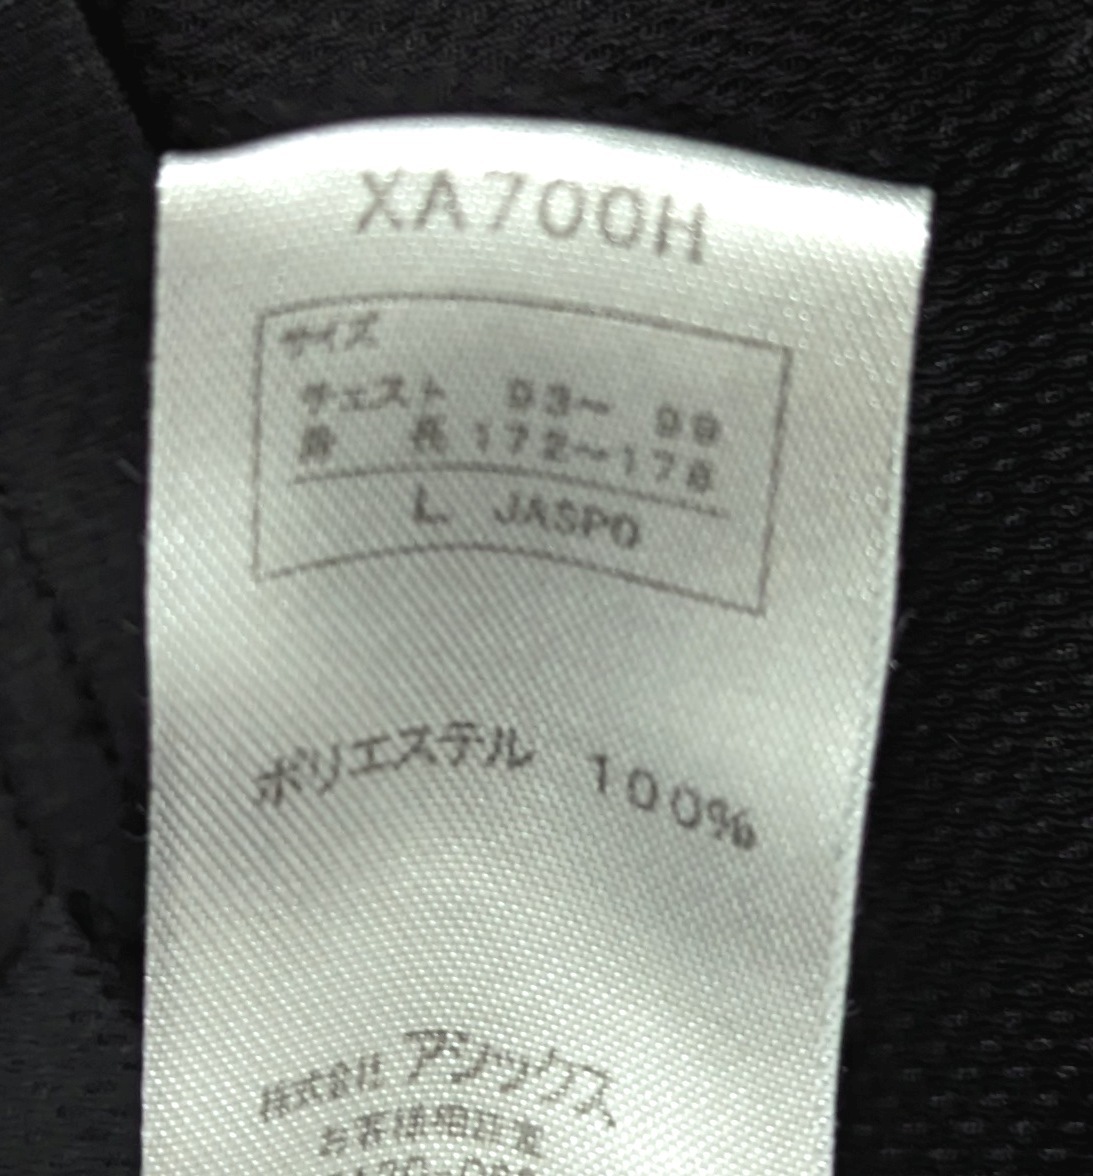 XA700H
サイズ
チェスト 93～ 99
身 長 172～178
L JASPO
ポリエステル 100%
株式会社 アシックス
お客様相談室